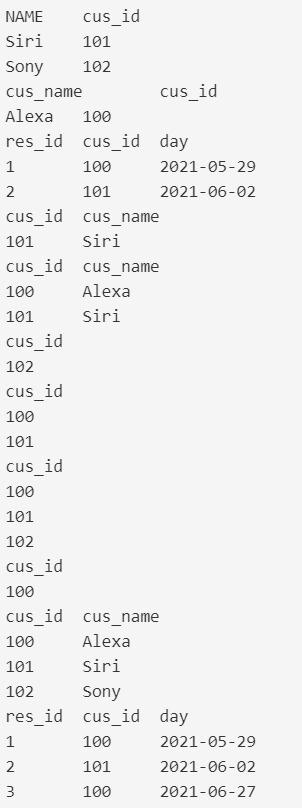 NAME cus_id
Siri 101
Sony 102
cus_name cus_id
Alexa 100
res_id cus_id day
1 100 2021-05-29
2 101 2021-06-02
cus_id cus_name
101 Siri
cus_id cus_name
100 Alexa
101 Siri
cus_id
102
cus_id
100
101
cus_id
100
101
102
cus_id
100
cus_id cus_name
100 Alexa
101 Siri
102 Sony
res_id cus_id day
1 100 2021-05-29
2 101 2021-06-02
3 100 2021-06-27